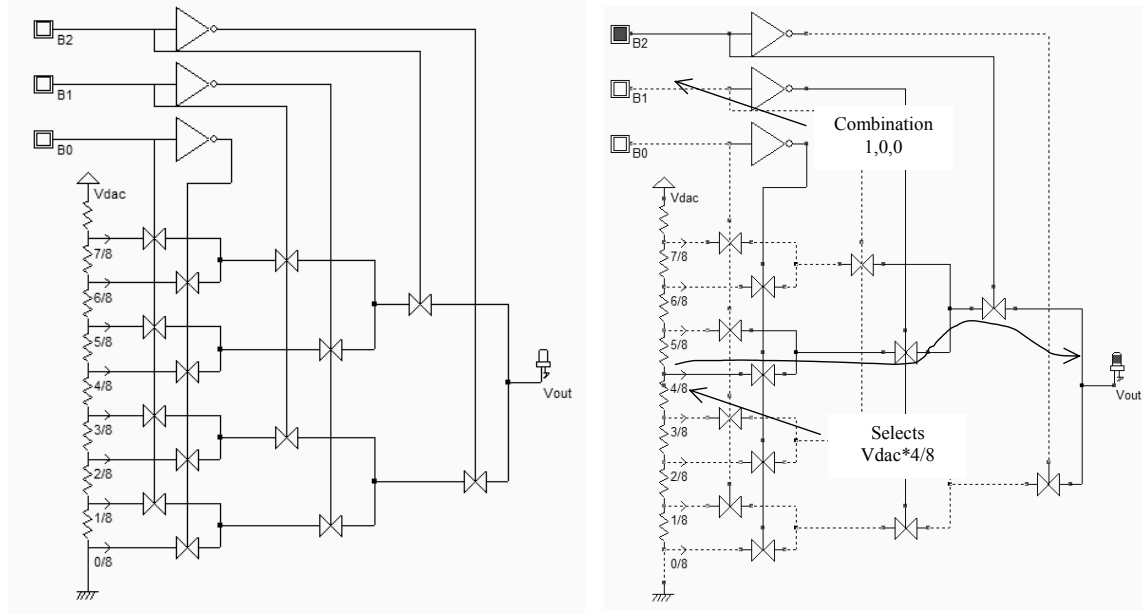 B2
B1
B0
Vdac
7/8
6/8
5/8
4/8
3/8
2/8
1/8
0/8
Vout
B2
B1
B0
Combination
1,0,0
Vdac
7/8
6/8
5/8
4/8
3/8
2/8
1/8
0/8
Selects
Vdac*4/8
Vout